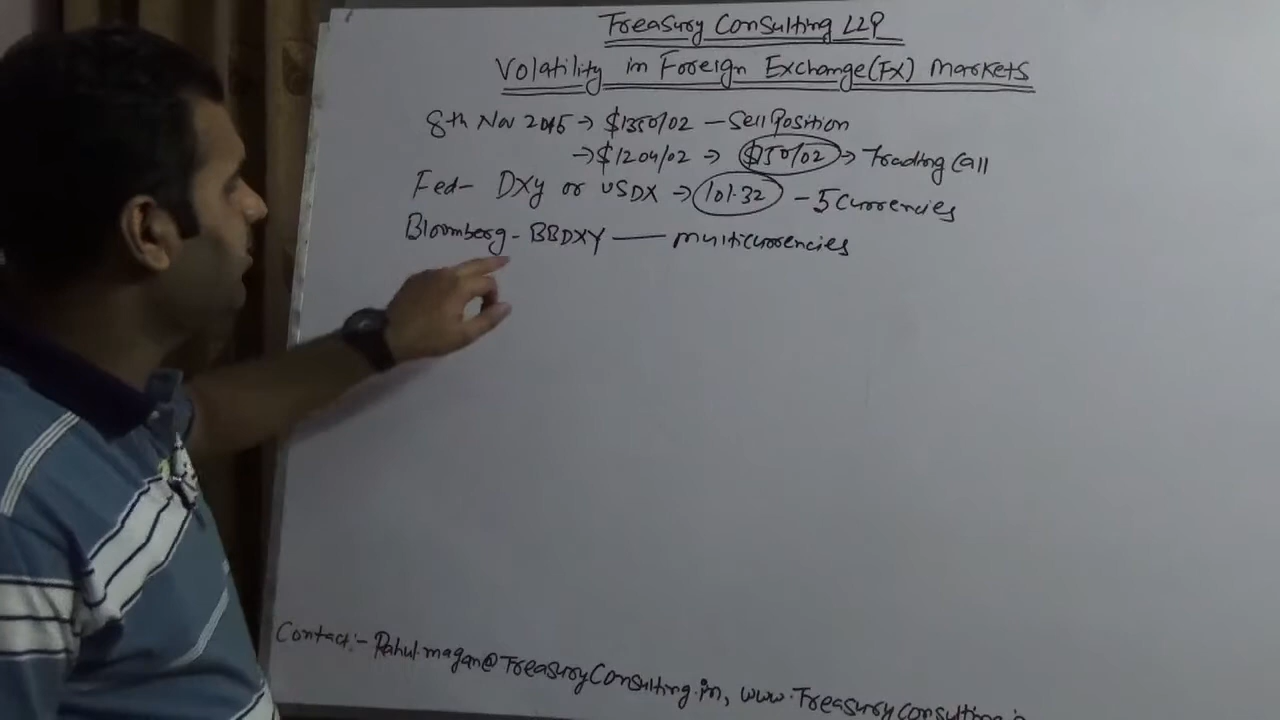 Treasury Consulting LLP
Volatility in Foreign Exchange(FX) Markets
8th Nov 2015 → $1350/02 — Sell Position
→ $1204/02 → $150/02 → Trading Call
Fed- DXY or USDX → 101.32 - 5 Currencies
Bloomberg - BBDXY — multicurrencies
Contact:- Rahul.magan@TreasuryConsulting.in, www.Treasuryconsulting.in